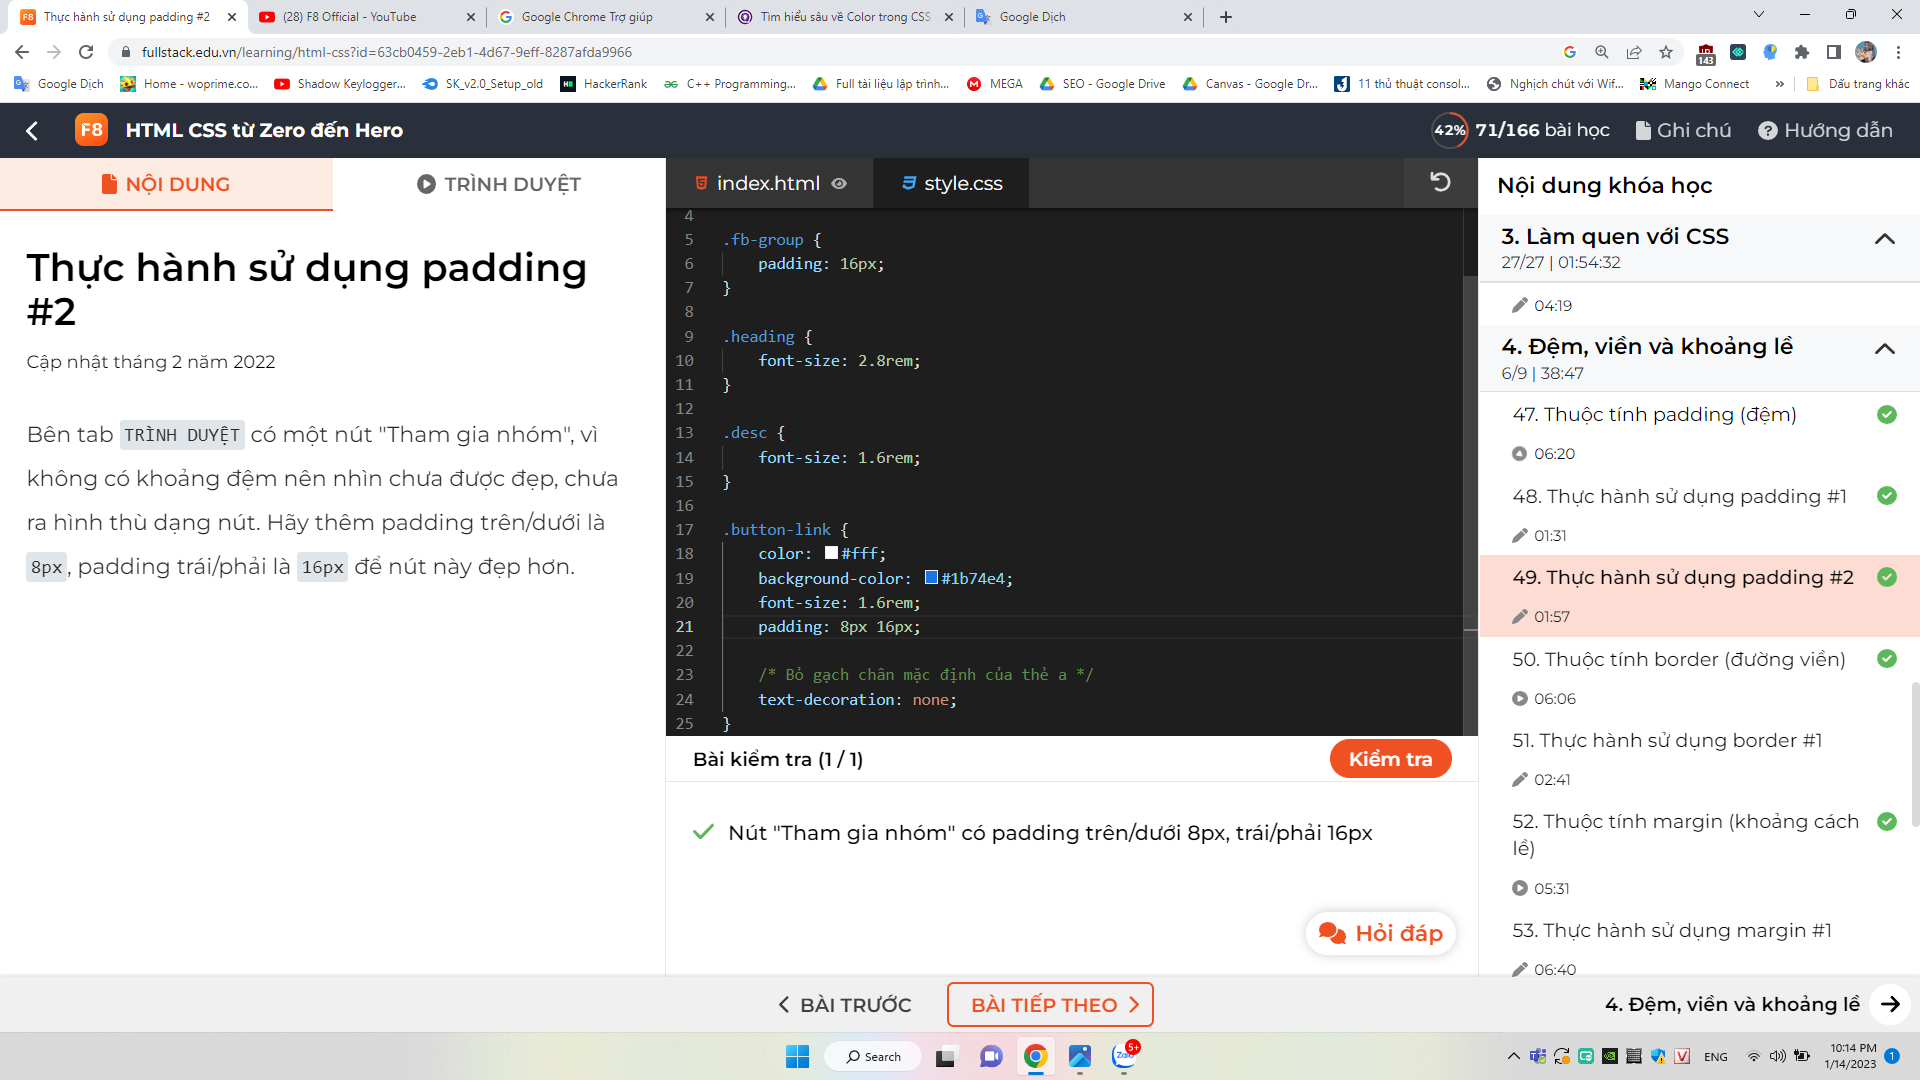 Thực hành sử dụng padding #2
(28) F8 Official - YouTube
Google Chrome Trợ giúp
Tìm hiểu sâu về Color trong CSS
Google Dịch
fullstack.edu.vn/learning/html-css?id=63cb0459-2eb1-4d67-9eff-8287afda9966
143
Google Dịch
Home - woprime.co...
Shadow Keylogger...
SK_v2.0_Setup_old
HackerRank
C++ Programming...
Full tài liệu lập trình...
MEGA
SEO - Google Drive
Canvas - Google Dr...
11 thủ thuật consol...
Nghịch chút với Wif...
Mango Connect
»
Dấu trang khác
F8
HTML CSS từ Zero đến Hero
42%
71/166 bài học
Ghi chú
Hướng dẫn
NỘI DUNG
TRÌNH DUYỆT
Thực hành sử dụng padding
#2
Cập nhật tháng 2 năm 2022
Bên tab TRÌNH DUYỆT có một nút "Tham gia nhóm", vì
không có khoảng đệm nên nhìn chưa được đẹp, chưa
ra hình thù dạng nút. Hãy thêm padding trên/dưới là
8px, padding trái/phải là 16px để nút này đẹp hơn.
index.html
style.css
4
5 .fb-group {
6 padding: 16px;
7 }
8
9 .heading {
10 font-size: 2.8rem;
11 }
12
13 .desc {
14 font-size: 1.6rem;
15 }
16
17 .button-link {
18 color: #fff;
19 background-color: #1b74e4;
20 font-size: 1.6rem;
21 padding: 8px 16px;
22
23 /* Bỏ gạch chân mặc định của thẻ a */
24 text-decoration: none;
25 }
Bài kiểm tra (1 / 1)
Kiểm tra
Nút "Tham gia nhóm" có padding trên/dưới 8px, trái/phải 16px
Hỏi đáp
Nội dung khóa học
3. Làm quen với CSS
27/27 | 01:54:32
04:19
4. Đệm, viền và khoảng lề
6/9 | 38:47
47. Thuộc tính padding (đệm)
06:20
48. Thực hành sử dụng padding #1
01:31
49. Thực hành sử dụng padding #2
01:57
50. Thuộc tính border (đường viền)
06:06
51. Thực hành sử dụng border #1
02:41
52. Thuộc tính margin (khoảng cách
lề)
05:31
53. Thực hành sử dụng margin #1
06:40
BÀI TRƯỚC
BÀI TIẾP THEO
4. Đệm, viền và khoảng lề
Search
Zalo
5+
ENG
10:14 PM
1/14/2023
1